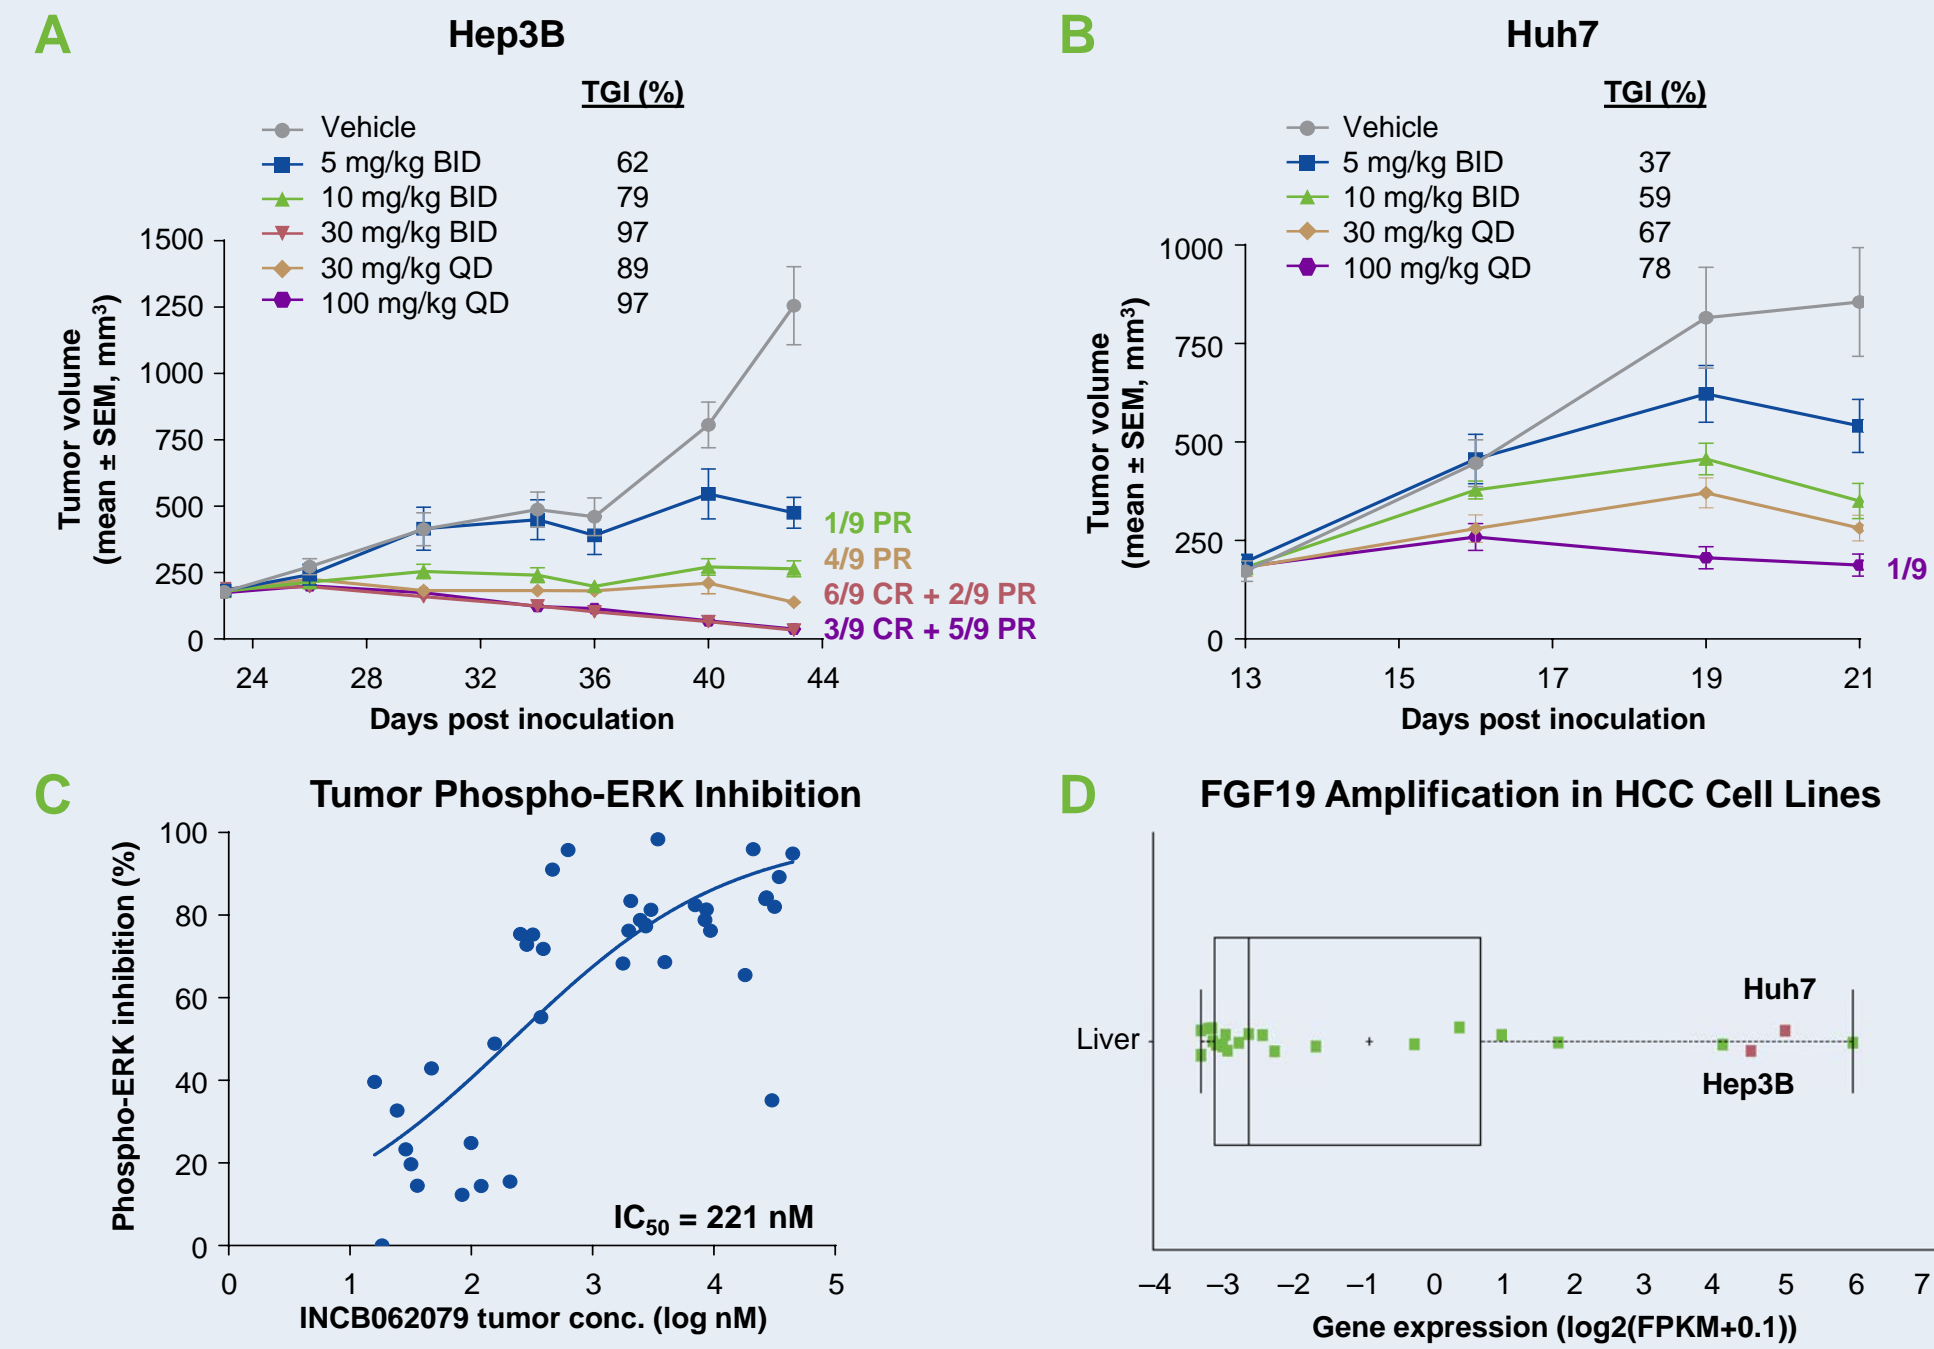 A
Hep3B
TGI (%)
Vehicle
5 mg/kg BID 62
10 mg/kg BID 79
30 mg/kg BID 97
30 mg/kg QD 89
100 mg/kg QD 97
1500
1250
1000
750
500
250
0
Tumor volume
(mean ± SEM, mm³)
1/9 PR
4/9 PR
6/9 CR + 2/9 PR
3/9 CR + 5/9 PR
24 28 32 36 40 44
Days post inoculation
B
Huh7
TGI (%)
Vehicle
5 mg/kg BID 37
10 mg/kg BID 59
30 mg/kg QD 67
100 mg/kg QD 78
1000
750
500
250
0
Tumor volume
(mean ± SEM, mm³)
1/9
13 15 17 19 21
Days post inoculation
C
Tumor Phospho-ERK Inhibition
100
80
60
40
20
0
Phospho-ERK inhibition (%)
IC₅₀ = 221 nM
0 1 2 3 4 5
INCB062079 tumor conc. (log nM)
D
FGF19 Amplification in HCC Cell Lines
Huh7
Liver
Hep3B
–4 –3 –2 –1 0 1 2 3 4 5 6 7
Gene expression (log2(FPKM+0.1))